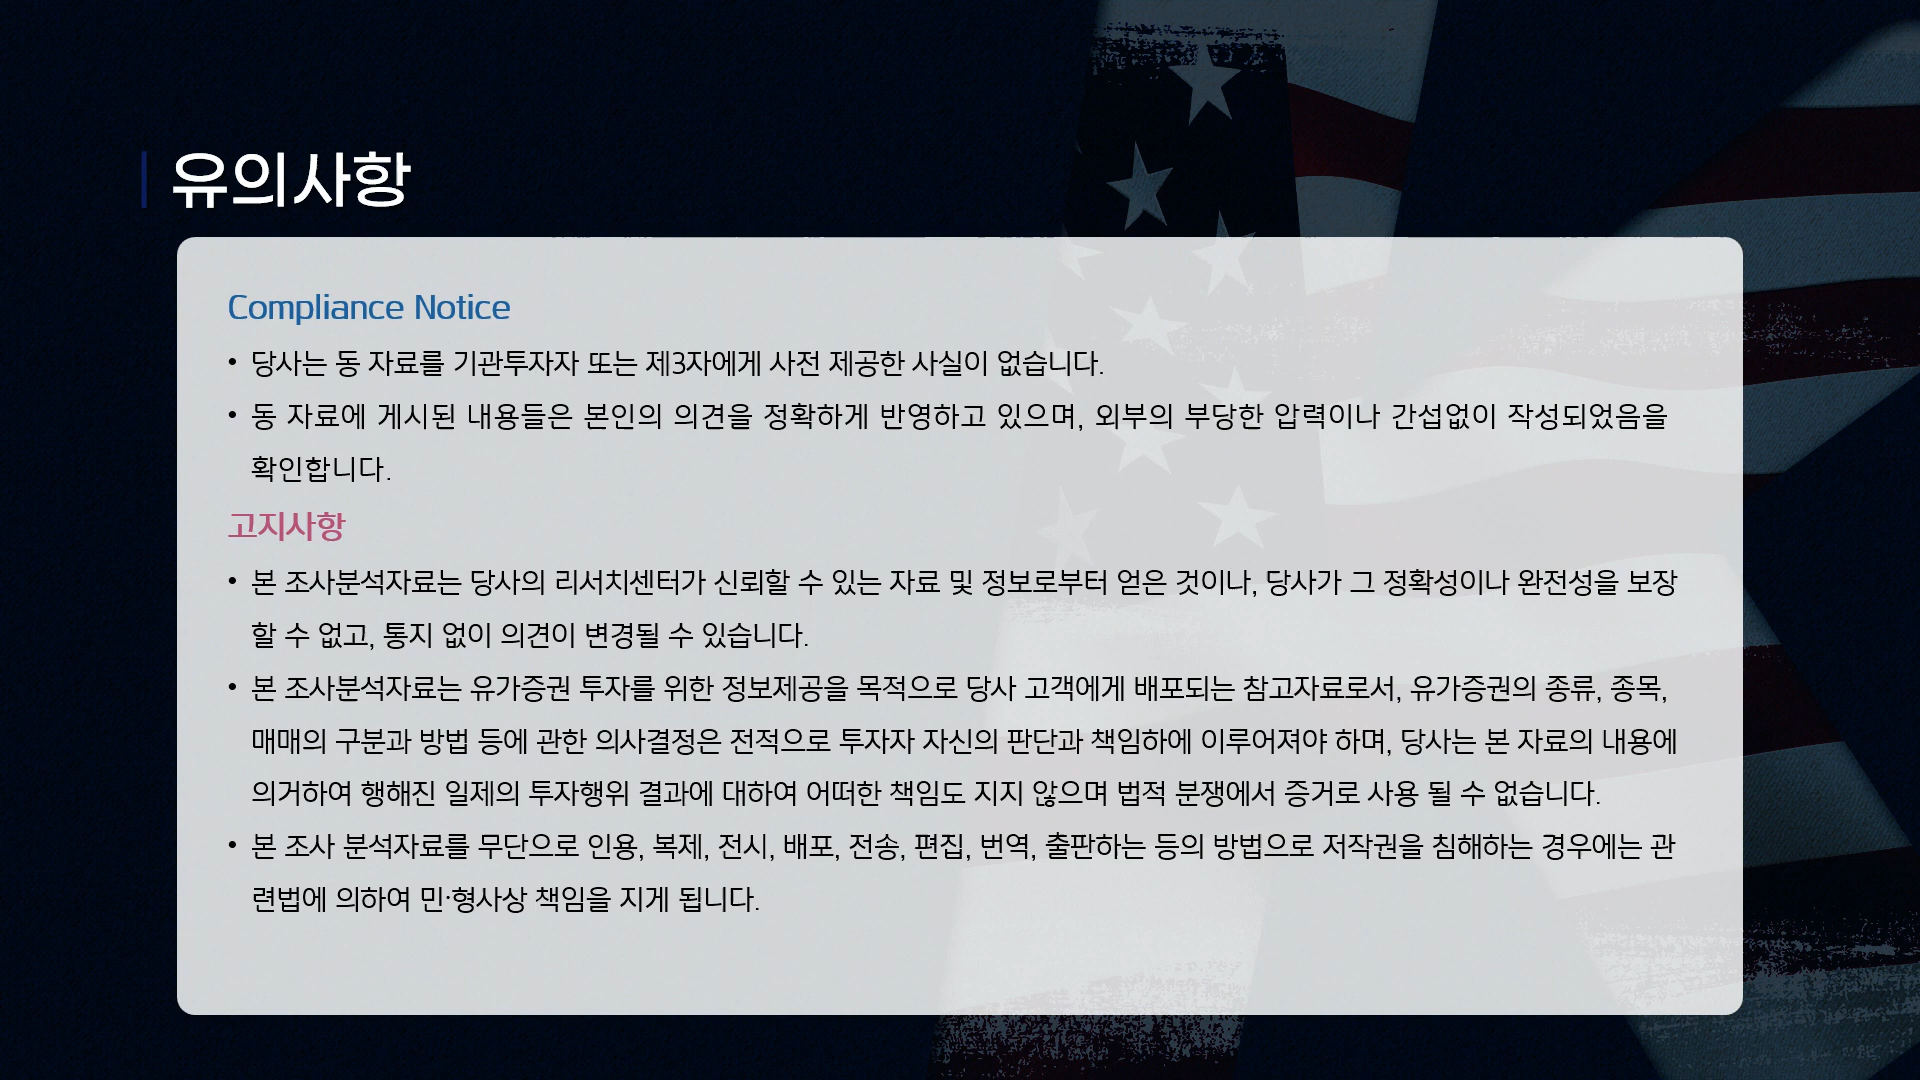 유의사항
Compliance Notice
• 당사는 동 자료를 기관투자자 또는 제3자에게 사전 제공한 사실이 없습니다.
• 동 자료에 게시된 내용들은 본인의 의견을 정확하게 반영하고 있으며, 외부의 부당한 압력이나 간섭없이 작성되었음을
확인합니다.
고지사항
• 본 조사분석자료는 당사의 리서치센터가 신뢰할 수 있는 자료 및 정보로부터 얻은 것이나, 당사가 그 정확성이나 완전성을 보장
할 수 없고, 통지 없이 의견이 변경될 수 있습니다.
• 본 조사분석자료는 유가증권 투자를 위한 정보제공을 목적으로 당사 고객에게 배포되는 참고자료로서, 유가증권의 종류, 종목,
매매의 구분과 방법 등에 관한 의사결정은 전적으로 투자자 자신의 판단과 책임하에 이루어져야 하며, 당사는 본 자료의 내용에
의거하여 행해진 일제의 투자행위 결과에 대하여 어떠한 책임도 지지 않으며 법적 분쟁에서 증거로 사용 될 수 없습니다.
• 본 조사 분석자료를 무단으로 인용, 복제, 전시, 배포, 전송, 편집, 번역, 출판하는 등의 방법으로 저작권을 침해하는 경우에는 관
련법에 의하여 민·형사상 책임을 지게 됩니다.